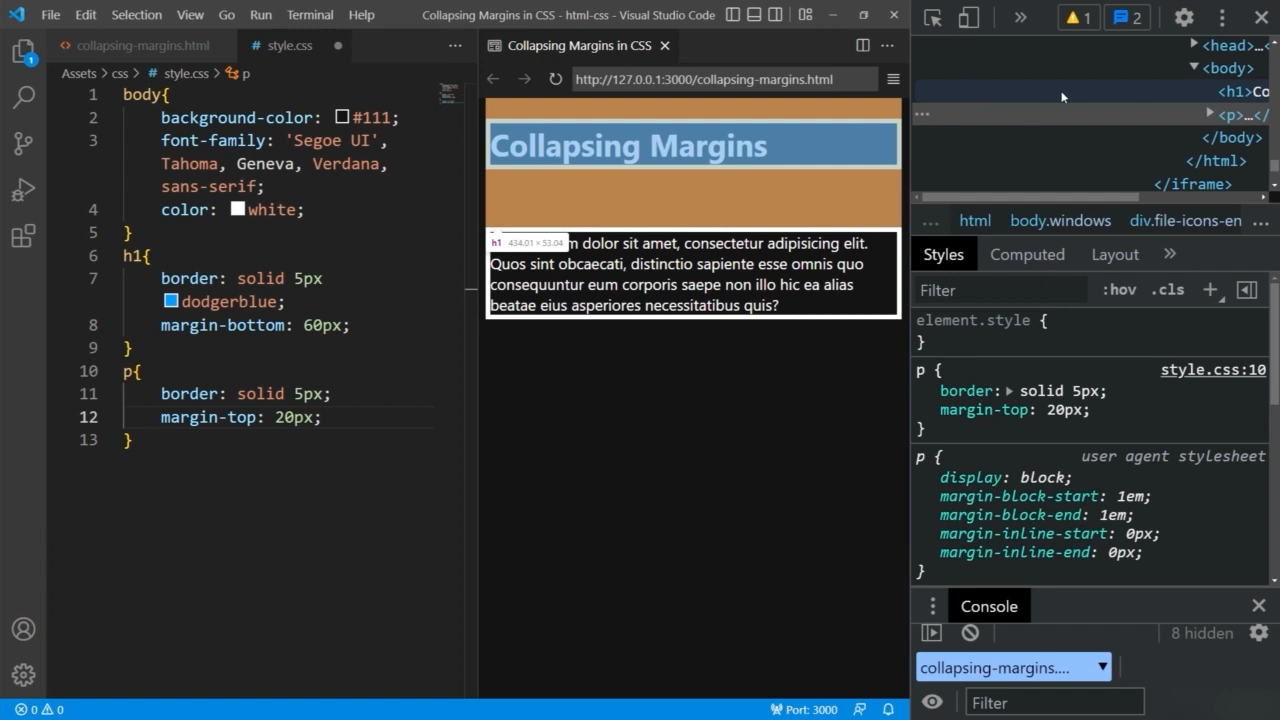 File Edit Selection View Go Run Terminal Help
Collapsing Margins in CSS - html-css - Visual Studio Code
1
2
collapsing-margins.html
style.css
Collapsing Margins in CSS
Assets > css > # style.css > p
http://127.0.0.1:3000/collapsing-margins.html
1 body{
2 background-color: #111;
3 font-family: 'Segoe UI',
Tahoma, Geneva, Verdana,
sans-serif;
4 color: white;
5 }
6 h1{
7 border: solid 5px
dodgerblue;
8 margin-bottom: 60px;
9 }
10 p{
11 border: solid 5px;
12 margin-top: 20px;
13 }
Collapsing Margins
h1 434.01 × 53.04
dolor sit amet, consectetur adipisicing elit.
Quos sint obcaecati, distinctio sapiente esse omnis quo
consequuntur eum corporis saepe non illo hic ea alias
beatae eius asperiores necessitatibus quis?
<head>…<
<body>
<h1>Co
<p>…</
</body>
</html>
</iframe>
... html body.windows div.file-icons-en ...
Styles Computed Layout
Filter :hov .cls
element.style {
}
p { style.css:10
border: solid 5px;
margin-top: 20px;
}
p { user agent stylesheet
display: block;
margin-block-start: 1em;
margin-block-end: 1em;
margin-inline-start: 0px;
margin-inline-end: 0px;
}
Console
8 hidden
collapsing-margins....
Filter
0 0
Port: 3000
1